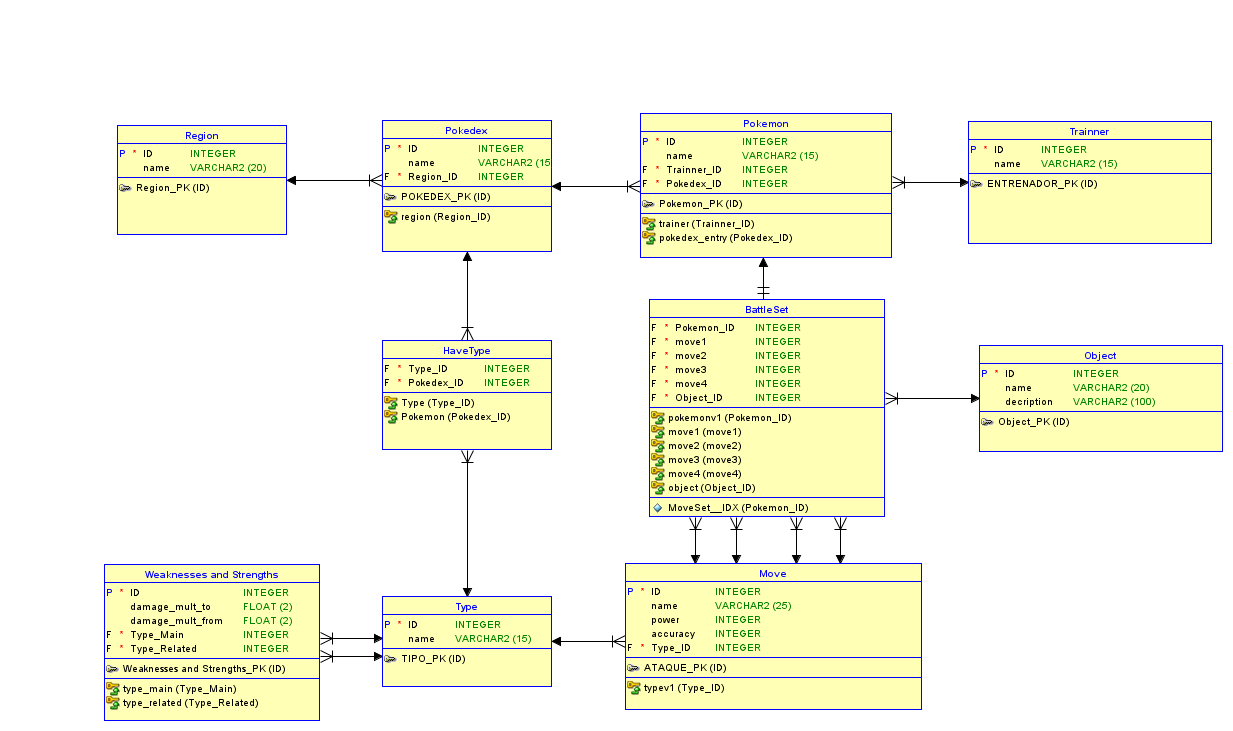 Region
P * ID INTEGER
name VARCHAR2 (20)
Region_PK (ID)
Pokedex
P * ID INTEGER
name VARCHAR2 (15
F * Region_ID INTEGER
POKEDEX_PK (ID)
region (Region_ID)
Pokemon
P * ID INTEGER
name VARCHAR2 (15)
F * Trainner_ID INTEGER
F * Pokedex_ID INTEGER
Pokemon_PK (ID)
trainer (Trainner_ID)
pokedex_entry (Pokedex_ID)
Trainner
P * ID INTEGER
name VARCHAR2 (15)
ENTRENADOR_PK (ID)
HaveType
F * Type_ID INTEGER
F * Pokedex_ID INTEGER
Type (Type_ID)
Pokemon (Pokedex_ID)
BattleSet
F * Pokemon_ID INTEGER
F * move1 INTEGER
F * move2 INTEGER
F * move3 INTEGER
F * move4 INTEGER
F * Object_ID INTEGER
pokemonv1 (Pokemon_ID)
move1 (move1)
move2 (move2)
move3 (move3)
move4 (move4)
object (Object_ID)
MoveSet__IDX (Pokemon_ID)
Object
P * ID INTEGER
name VARCHAR2 (20)
decription VARCHAR2 (100)
Object_PK (ID)
Weaknesses and Strengths
P * ID INTEGER
damage_mult_to FLOAT (2)
damage_mult_from FLOAT (2)
F * Type_Main INTEGER
F * Type_Related INTEGER
Weaknesses and Strengths_PK (ID)
type_main (Type_Main)
type_related (Type_Related)
Type
P * ID INTEGER
name VARCHAR2 (15)
TIPO_PK (ID)
Move
P * ID INTEGER
name VARCHAR2 (25)
power INTEGER
accuracy INTEGER
F * Type_ID INTEGER
ATAQUE_PK (ID)
typev1 (Type_ID)